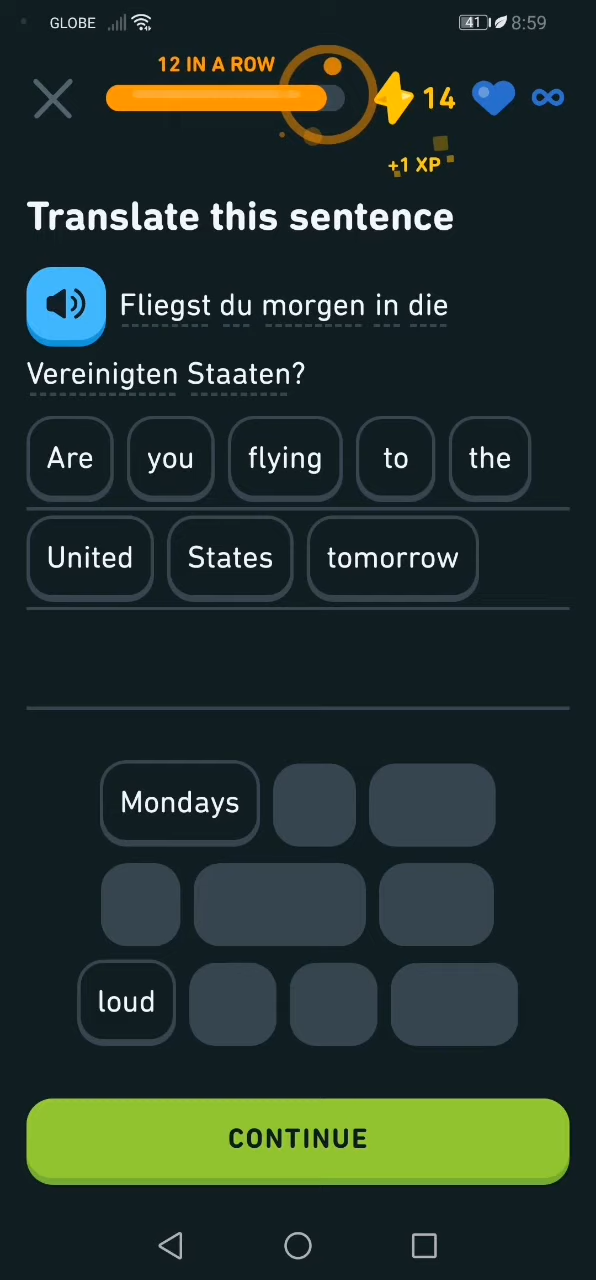 GLOBE 41 8:59
12 IN A ROW
14
+1 XP
Translate this sentence
Fliegst du morgen in die
Vereinigten Staaten?
Are you flying to the
United States tomorrow
Mondays
loud
CONTINUE